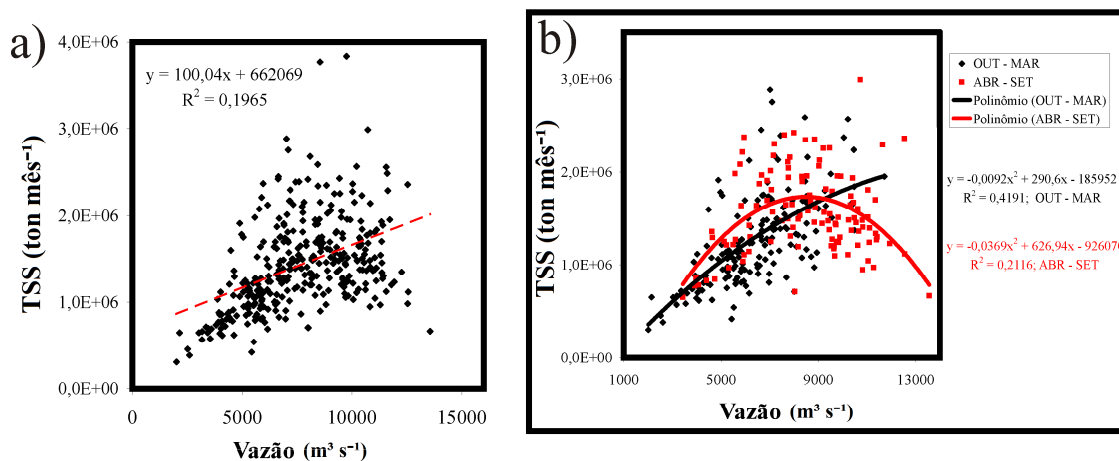 a)
4,0E+06
3,0E+06
2,0E+06
1,0E+06
0,0E+00
y = 100,04x + 662069
R² = 0,1965
TSS (ton mês⁻¹)
0
5000
10000
15000
Vazão (m³ s⁻¹)
b)
3,0E+06
2,0E+06
1,0E+06
0,0E+00
TSS (ton mês⁻¹)
1000
5000
9000
13000
Vazão (m³ s⁻¹)
OUT - MAR
ABR - SET
Polinômio (OUT - MAR)
Polinômio (ABR - SET)
y = -0,0092x² + 290,6x - 185952
R² = 0,4191; OUT - MAR
y = -0,0369x² + 626,94x - 926070
R² = 0,2116; ABR - SET